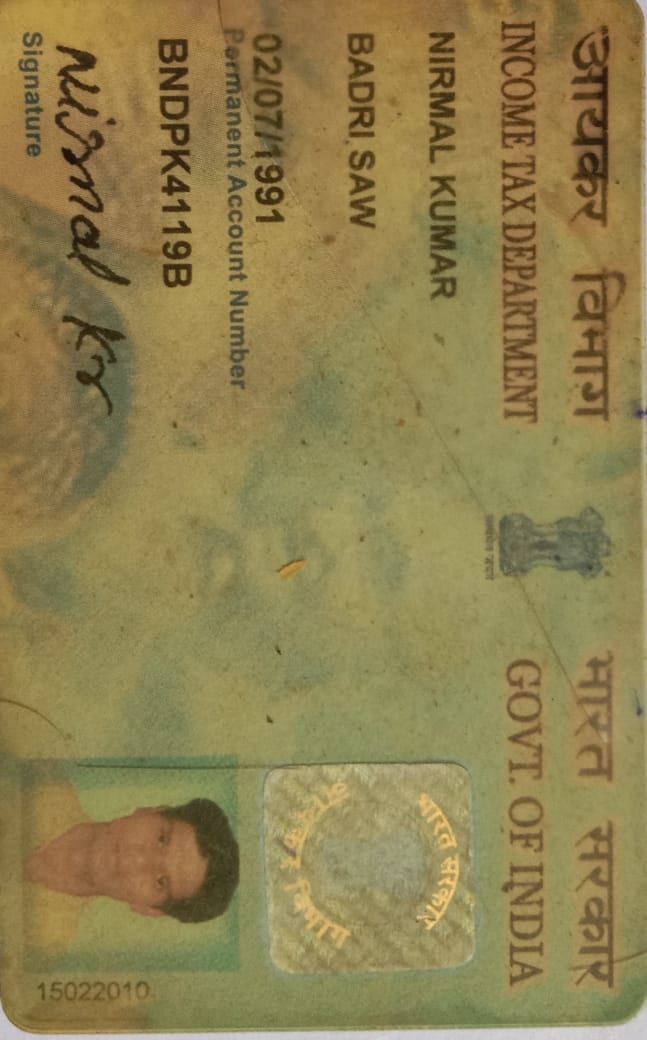 आयकर विभाग
INCOME TAX DEPARTMENT
भारत सरकार
GOVT. OF INDIA
सत्यमेव जयते
NIRMAL KUMAR
BADRI SAW
02/07/1991
Permanent Account Number
BNDPK4119B
Nirmal Kr
Signature
भारत सरकार
आयकर विभाग
15022010